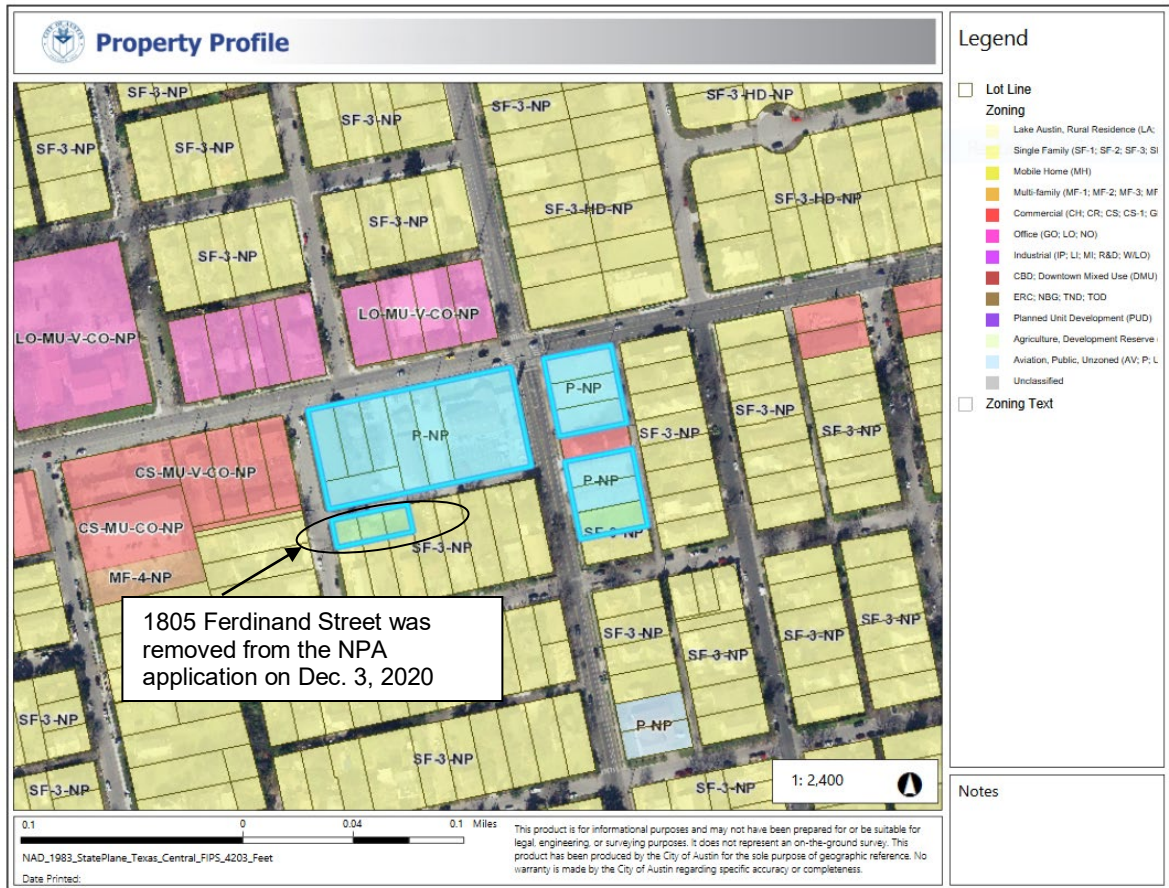 Property Profile
SF-3-NP
SF-3-NP
SF-3-HD-NP
SF-3-NP
SF-3-NP
SF-3-NP
SF-3-NP
SF-3-HD-NP
SF-3-HD-NP
SF-3-NP
LO-MU-V-CO-NP
LO-MU-V-CO-NP
P-NP
P-NP
SF-3-NP
SF-3-NP
SF-3-NP
CS-MU-V-CO-NP
P-NP
CS-MU-CO-NP
SF-3-NP
SF-3-NP
MF-4-NP
1805 Ferdinand Street was
removed from the NPA
application on Dec. 3, 2020
SF-3-NP
SF-3-NP
SF-3-NP
SF-3-NP
SF-3-NP
P-NP
SF-3-NP
SF-3-NP
SF-3-NP
1: 2,400
0.1 0 0.04 0.1 Miles
NAD_1983_StatePlane_Texas_Central_FIPS_4203_Feet
Date Printed:
This product is for informational purposes and may not have been prepared for or be suitable for
legal, engineering, or surveying purposes. It does not represent an on-the-ground survey. This
product has been produced by the City of Austin for the sole purpose of geographic reference. No
warranty is made by the City of Austin regarding specific accuracy or completeness.
Legend
Lot Line
Zoning
Lake Austin, Rural Residence (LA;
Single Family (SF-1; SF-2; SF-3;
Mobile Home (MH)
Multi-family (MF-1; MF-2; MF-3; MF
Commercial (CH; CR; CS; CS-1;
Office (GO; LO; NO)
Industrial (IP; LI; MI; R&D; W/LO)
CBD; Downtown Mixed Use (DMU)
ERC; NBG; TND; TOD
Planned Unit Development (PUD)
Agriculture, Development Reserve
Aviation, Public, Unzoned (AV; P;
Unclassified
Zoning Text
Notes